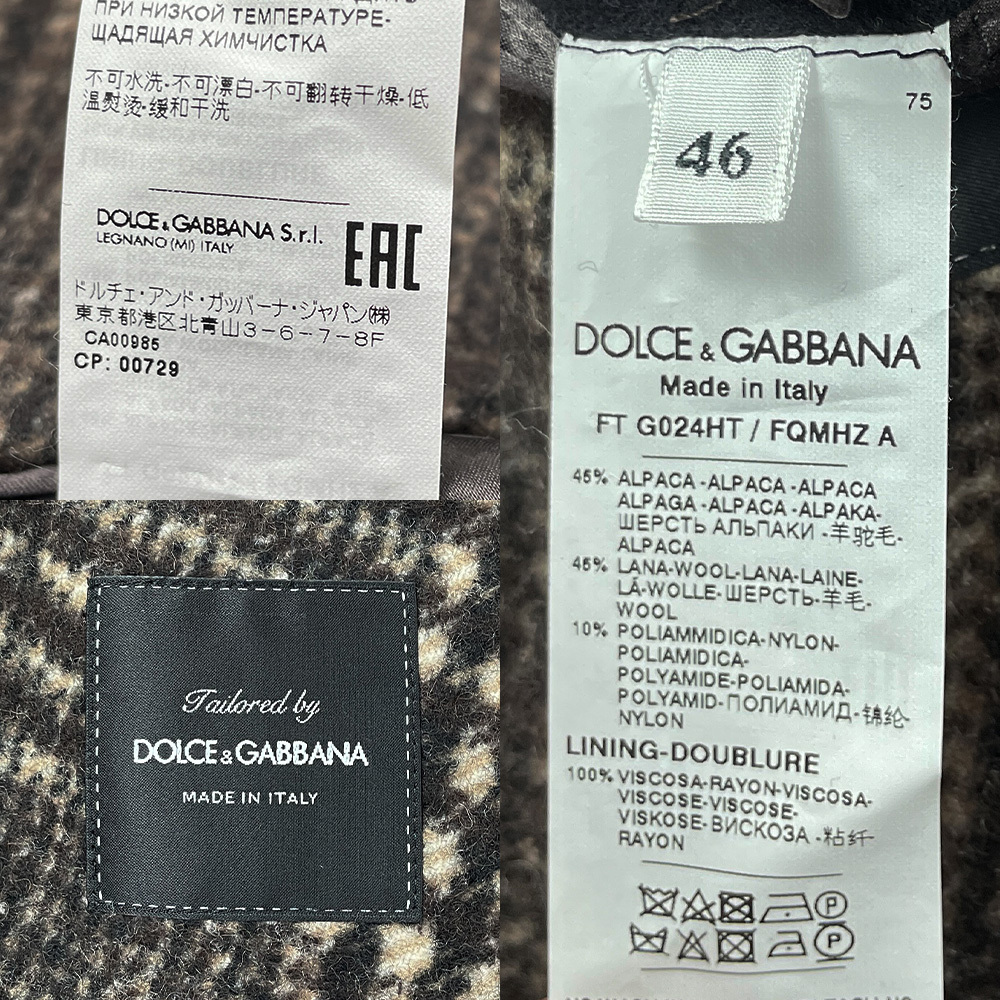 ПРИ НИЗКОЙ ТЕМПЕРАТУРЕ-
ЩАДЯЩАЯ ХИМЧИСТКА
不可水洗-不可漂白-不可翻转干燥-低
温熨烫-缓和干洗
DOLCE & GABBANA S.r.l.
LEGNANO (MI) ITALY
EAC
ドルチェ・アンド・ガッバーナ・ジャパン㈱
東京都港区北青山3-6-7-8F
CA00985
CP: 00729
Tailored by
DOLCE & GABBANA
MADE IN ITALY
75
46
DOLCE & GABBANA
Made in Italy
FT G024HT / FQMHZ A
45% ALPACA -ALPACA -ALPACA
ALPAGA -ALPACA -ALPAKA-
ШЕРСТЬ АЛЬПАКИ -羊驼毛-
ALPACA
45% LANA-WOOL-LANA-LAINE-
LÃ-WOLLE-ШЕРСТЬ-羊毛-
WOOL
10% POLIAMMIDICA-NYLON-
POLIAMIDICA-
POLYAMIDE-POLIAMIDA-
POLYAMID-ПОЛИАМИД-锦纶-
NYLON
LINING-DOUBLURE
100% VISCOSA-RAYON-VISCOSA-
VISCOSE-VISCOSE-
VISKOSE-ВИСКОЗА -粘纤-
RAYON
P
P